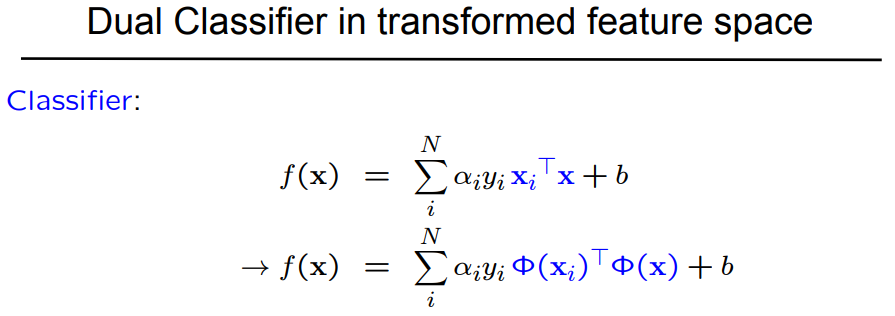 Dual Classifier in transformed feature space
Classifier:
f(x) = ∑_i^N α_i y_i x_i^⊤ x + b
→ f(x) = ∑_i^N α_i y_i Φ(x_i)^⊤ Φ(x) + b